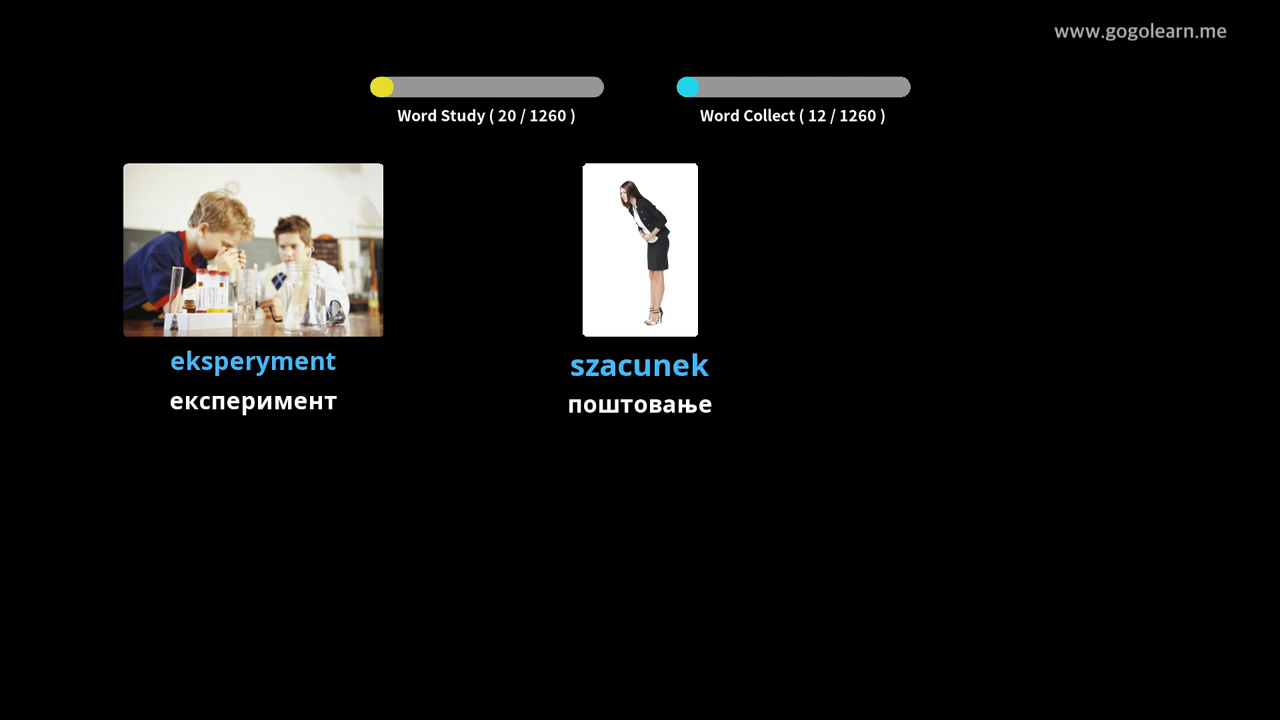 www.gogolearn.me
Word Study ( 20 / 1260 )
Word Collect ( 12 / 1260 )
eksperyment
експеримент
szacunek
поштовање